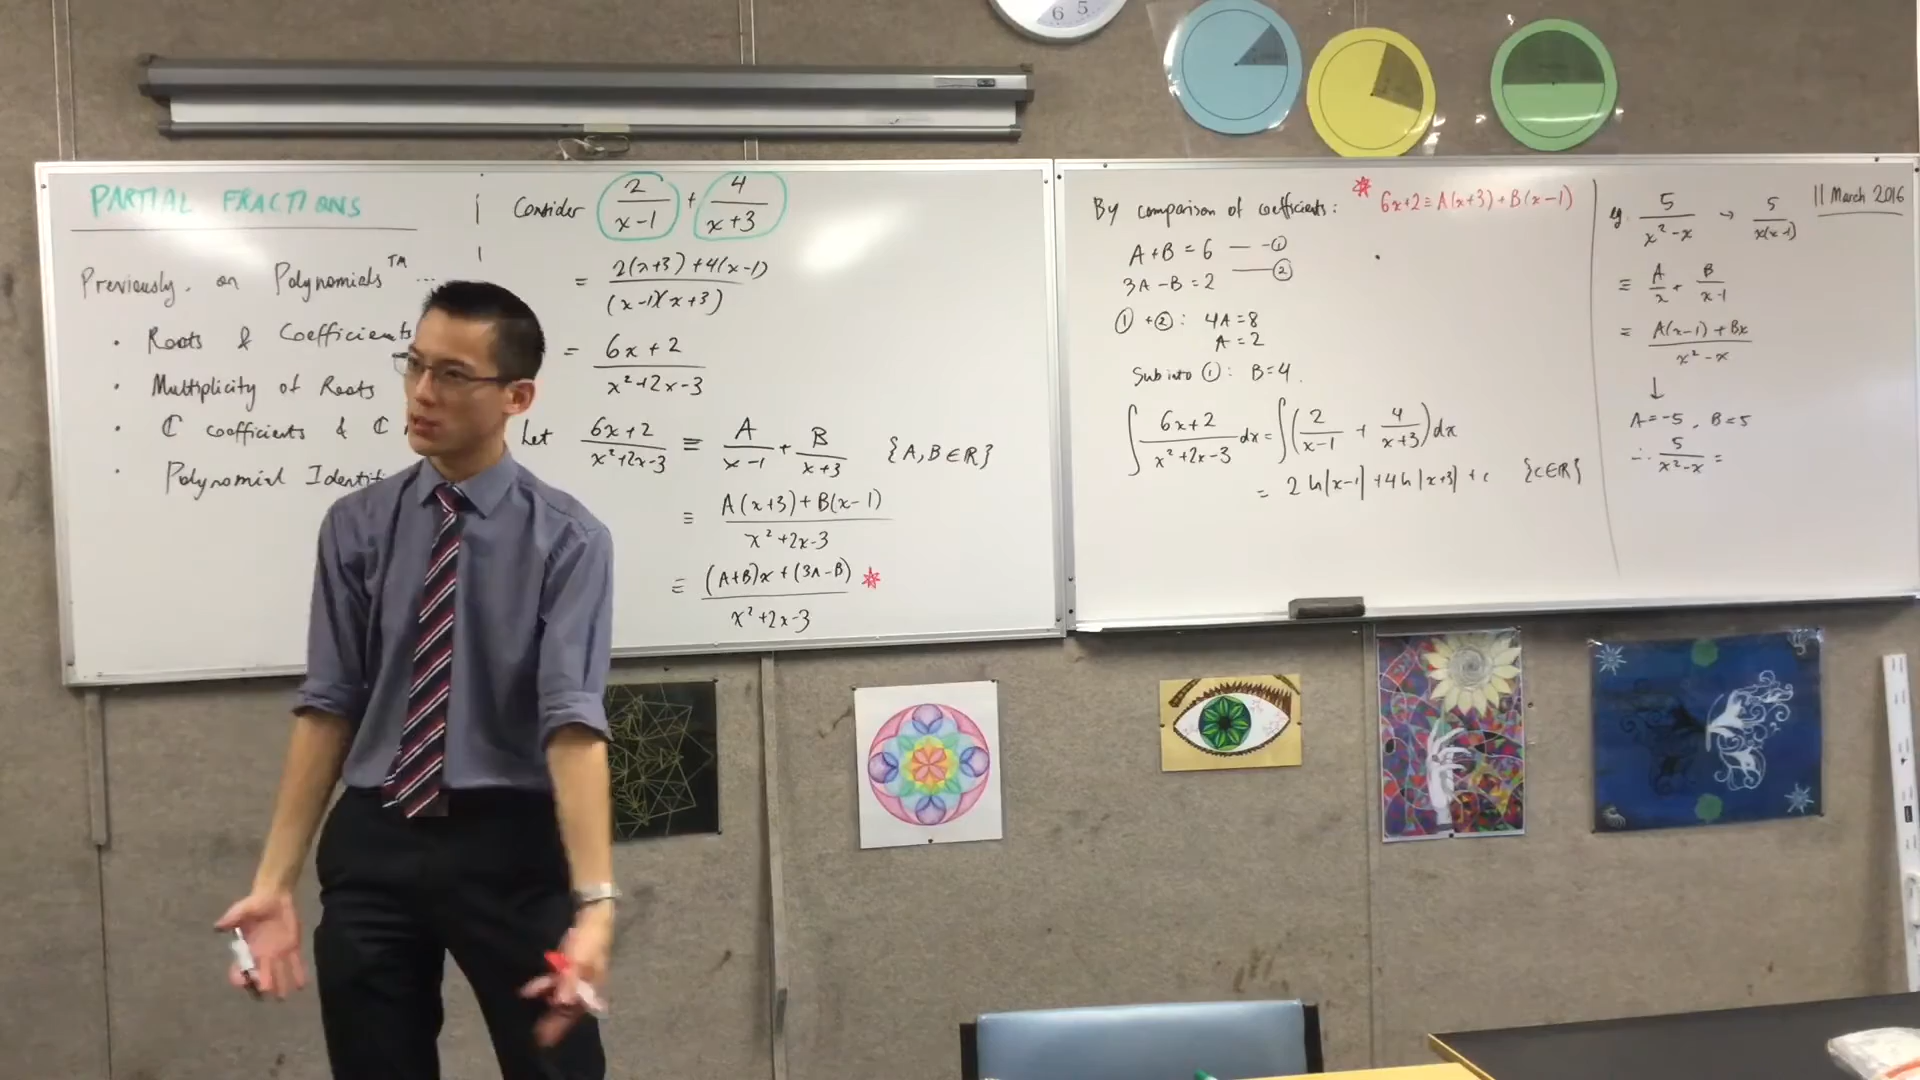 6 5
PARTIAL FRACTIONS
Previously, on Polynomials™ ...
• Roots & Coefficients
• Multiplicity of Roots
• ℂ coefficients & ℂ
• Polynomial Identit
Consider 2/(x-1) + 4/(x+3)
= (2(x+3)+4(x-1))/((x-1)(x+3))
= (6x+2)/(x²+2x-3)
Let (6x+2)/(x²+2x-3) ≡ A/(x-1) + B/(x+3) {A,B∈ℝ}
≡ (A(x+3)+B(x-1))/(x²+2x-3)
≡ ((A+B)x+(3A-B))/(x²+2x-3) *
By comparison of coefficients:
* 6x+2≡A(x+3)+B(x-1)
A+B=6 — -①
3A-B=2 — ②
①+②: 4A=8
A=2
Sub into ①: B=4.
∫(6x+2)/(x²+2x-3)dx=∫(2/(x-1) + 4/(x+3))dx
= 2ln|x-1|+4ln|x+3|+c {c∈ℝ}
11 March 2016
eg. 5/(x²-x) → 5/(x(x-1))
≡ A/x + B/(x-1)
= (A(x-1)+Bx)/(x²-x)
↓
A=-5, B=5
∴ 5/(x²-x) =